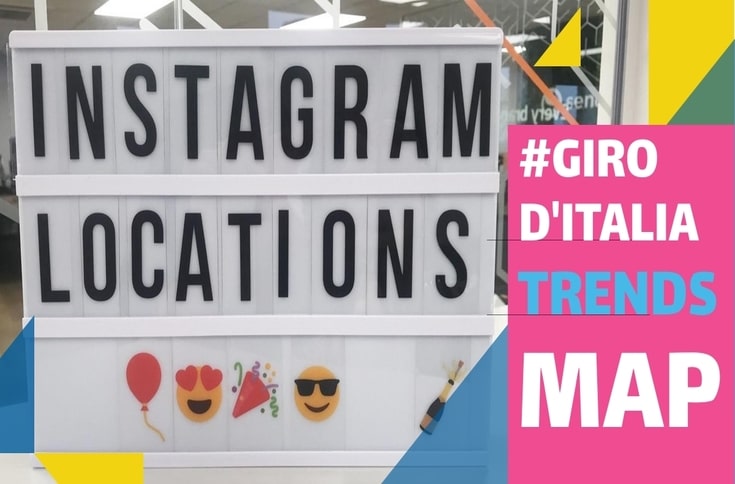 INSTAGRAM
LOCATIONS
#GIRO
D'ITALIA
TRENDS
MAP